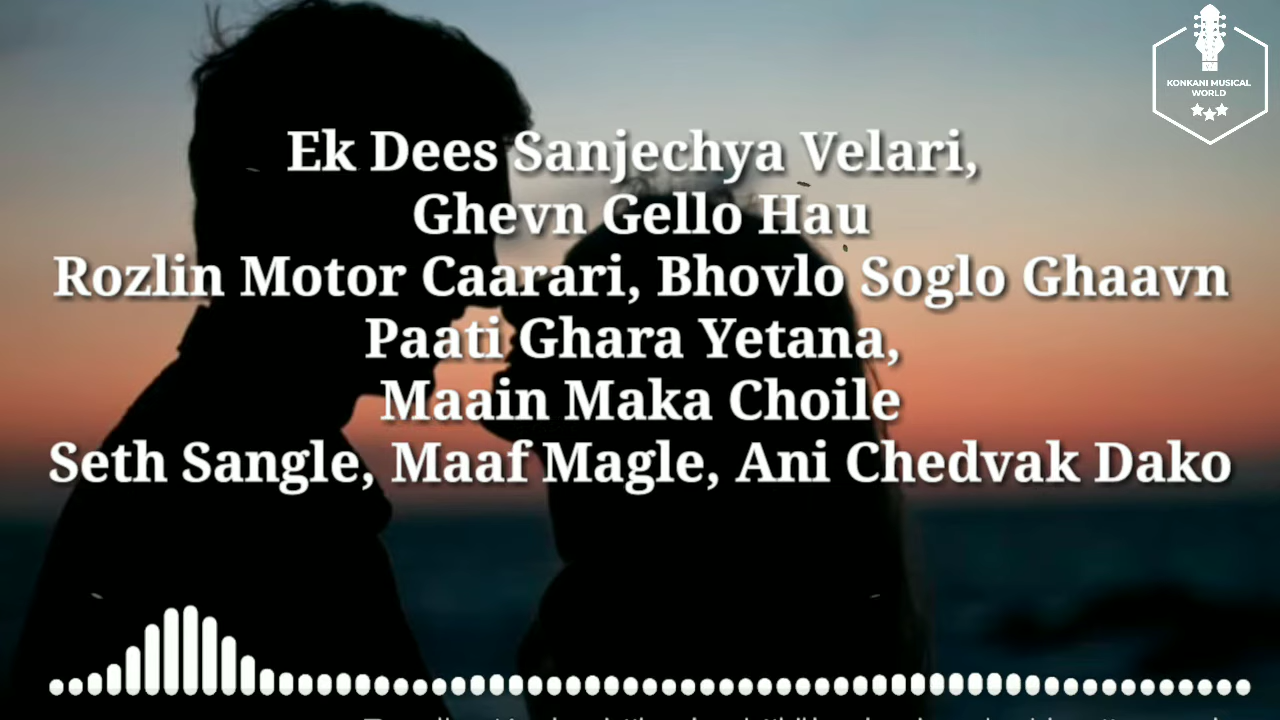 KONKANI MUSICAL
WORLD
Ek Dees Sanjechya Velari,
Ghevn Gello Hau
Rozlin Motor Caarari, Bhovlo Soglo Ghaavn
Paati Ghara Yetana,
Maain Maka Choile
Seth Sangle, Maaf Magle, Ani Chedvak Dako